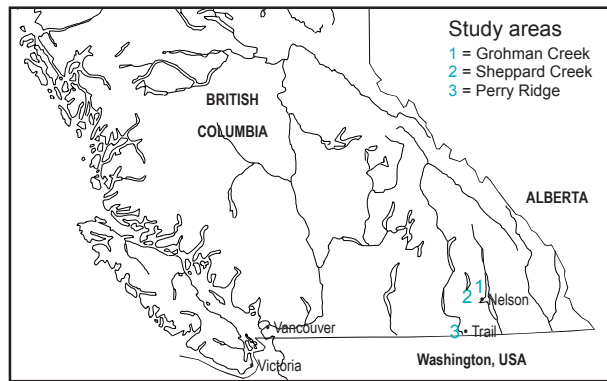 Study areas
1 = Grohman Creek
2 = Sheppard Creek
3 = Perry Ridge
BRITISH
COLUMBIA
ALBERTA
1
2
Nelson
3
Trail
Vancouver
Washington, USA
Victoria